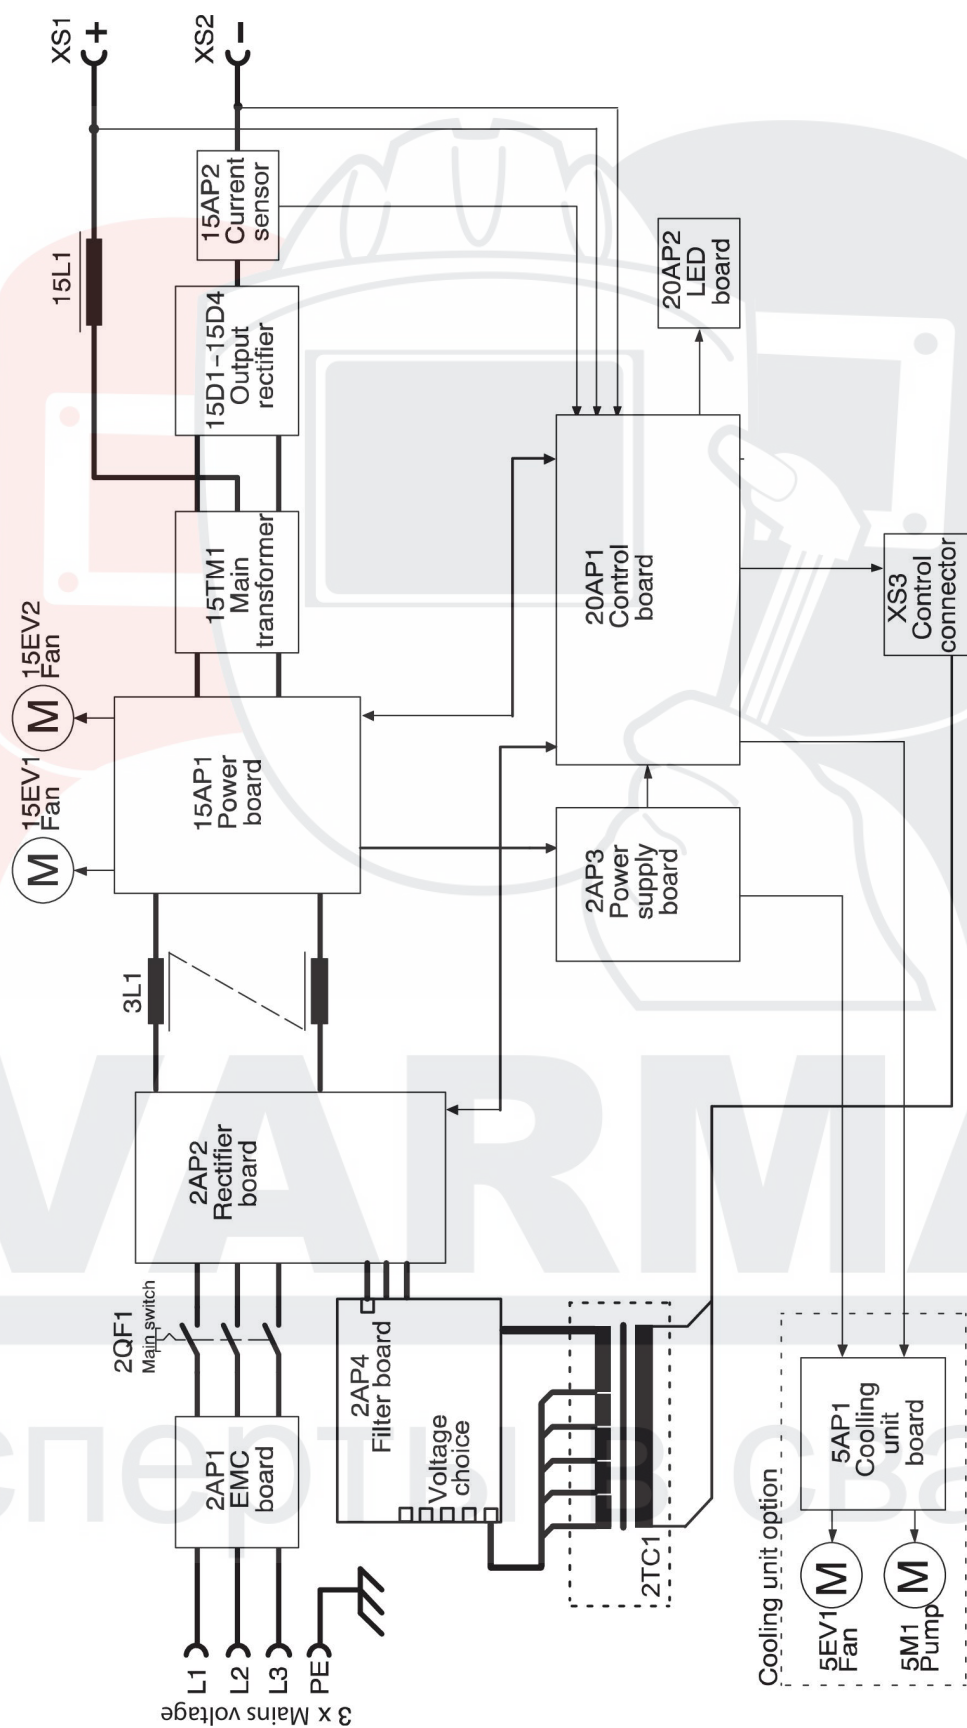 XS1
+
XS2
−
15L1
15AP2
Current
sensor
15D1-15D4
Output
rectifier
20AP2
LED
board
15TM1
Main
transformer
15EV2
Fan
M
15EV1
Fan
M
15AP1
Power
board
20AP1
Control
board
XS3
Control
connector
2AP3
Power
supply
board
3L1
2AP2
Rectifier
board
2QF1
Main switch
2AP1
EMC
board
2AP4
Filter board
Voltage
choice
2TC1
L1
L2
L3
PE
3 x Mains voltage
Cooling unit option
5AP1
Coolling
unit
board
M
5EV1
Fan
M
5M1
Pump
VARMA
сперты в сва